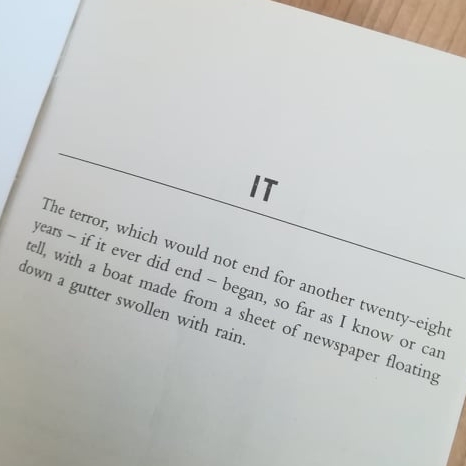 IT
The terror, which would not end for another twenty-eight
years – if it ever did end – began, so far as I know or can
tell, with a boat made from a sheet of newspaper floating
down a gutter swollen with rain.